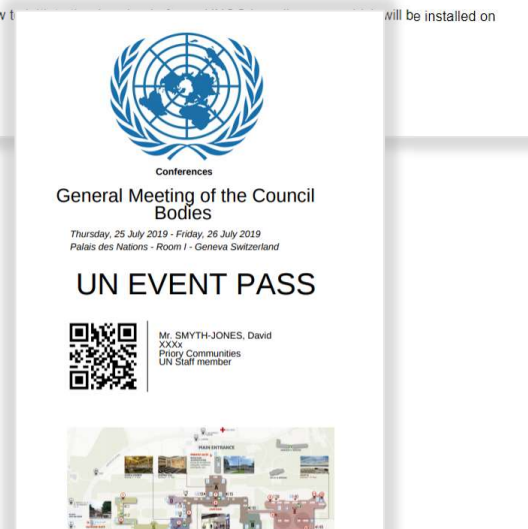 will be installed on
Conferences
General Meeting of the Council
Bodies
Thursday, 25 July 2019 - Friday, 26 July 2019
Palais des Nations - Room I - Geneva Switzerland
UN EVENT PASS
Mr. SMYTH-JONES, David
XXXx
Priory Communities
UN Staff member
MAIN ENTRANCE